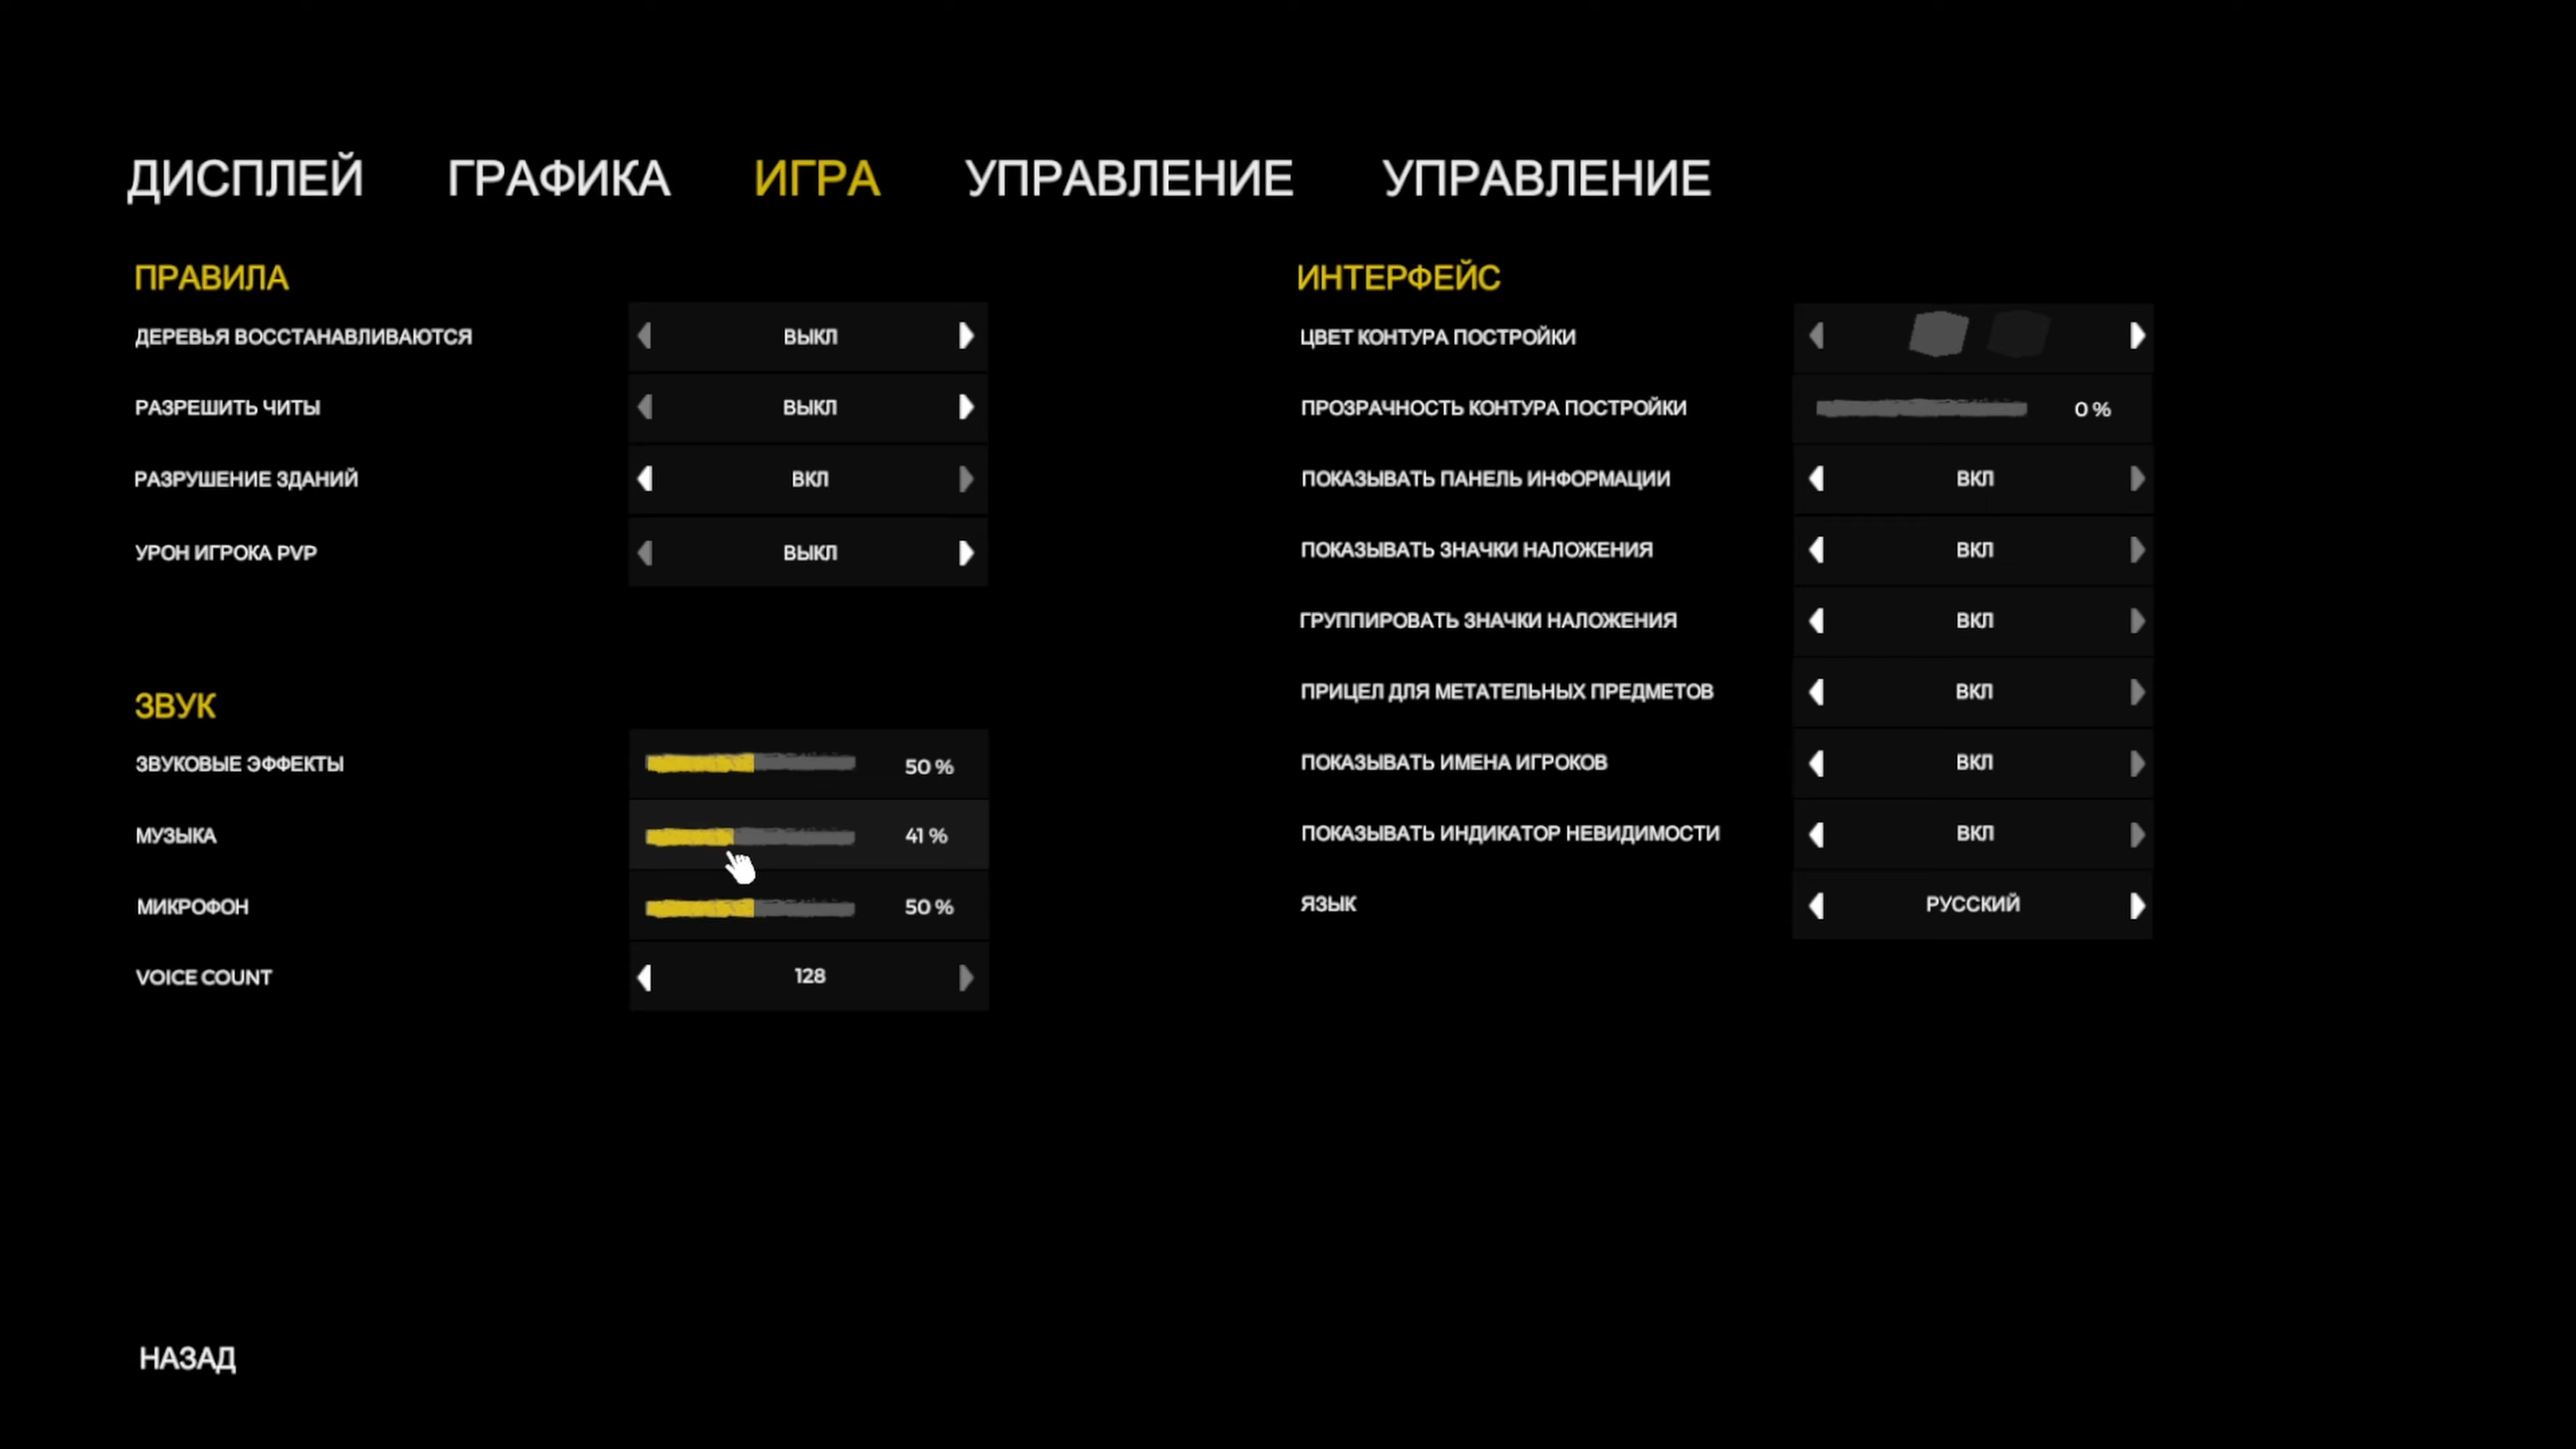 ДИСПЛЕЙ ГРАФИКА ИГРА УПРАВЛЕНИЕ УПРАВЛЕНИЕ
ПРАВИЛА
ДЕРЕВЬЯ ВОССТАНАВЛИВАЮТСЯ ВЫКЛ
РАЗРЕШИТЬ ЧИТЫ ВЫКЛ
РАЗРУШЕНИЕ ЗДАНИЙ ВКЛ
УРОН ИГРОКА PVP ВЫКЛ
ЗВУК
ЗВУКОВЫЕ ЭФФЕКТЫ 50 %
МУЗЫКА 41 %
МИКРОФОН 50 %
VOICE COUNT 128
ИНТЕРФЕЙС
ЦВЕТ КОНТУРА ПОСТРОЙКИ
ПРОЗРАЧНОСТЬ КОНТУРА ПОСТРОЙКИ 0 %
ПОКАЗЫВАТЬ ПАНЕЛЬ ИНФОРМАЦИИ ВКЛ
ПОКАЗЫВАТЬ ЗНАЧКИ НАЛОЖЕНИЯ ВКЛ
ГРУППИРОВАТЬ ЗНАЧКИ НАЛОЖЕНИЯ ВКЛ
ПРИЦЕЛ ДЛЯ МЕТАТЕЛЬНЫХ ПРЕДМЕТОВ ВКЛ
ПОКАЗЫВАТЬ ИМЕНА ИГРОКОВ ВКЛ
ПОКАЗЫВАТЬ ИНДИКАТОР НЕВИДИМОСТИ ВКЛ
ЯЗЫК РУССКИЙ
НАЗАД